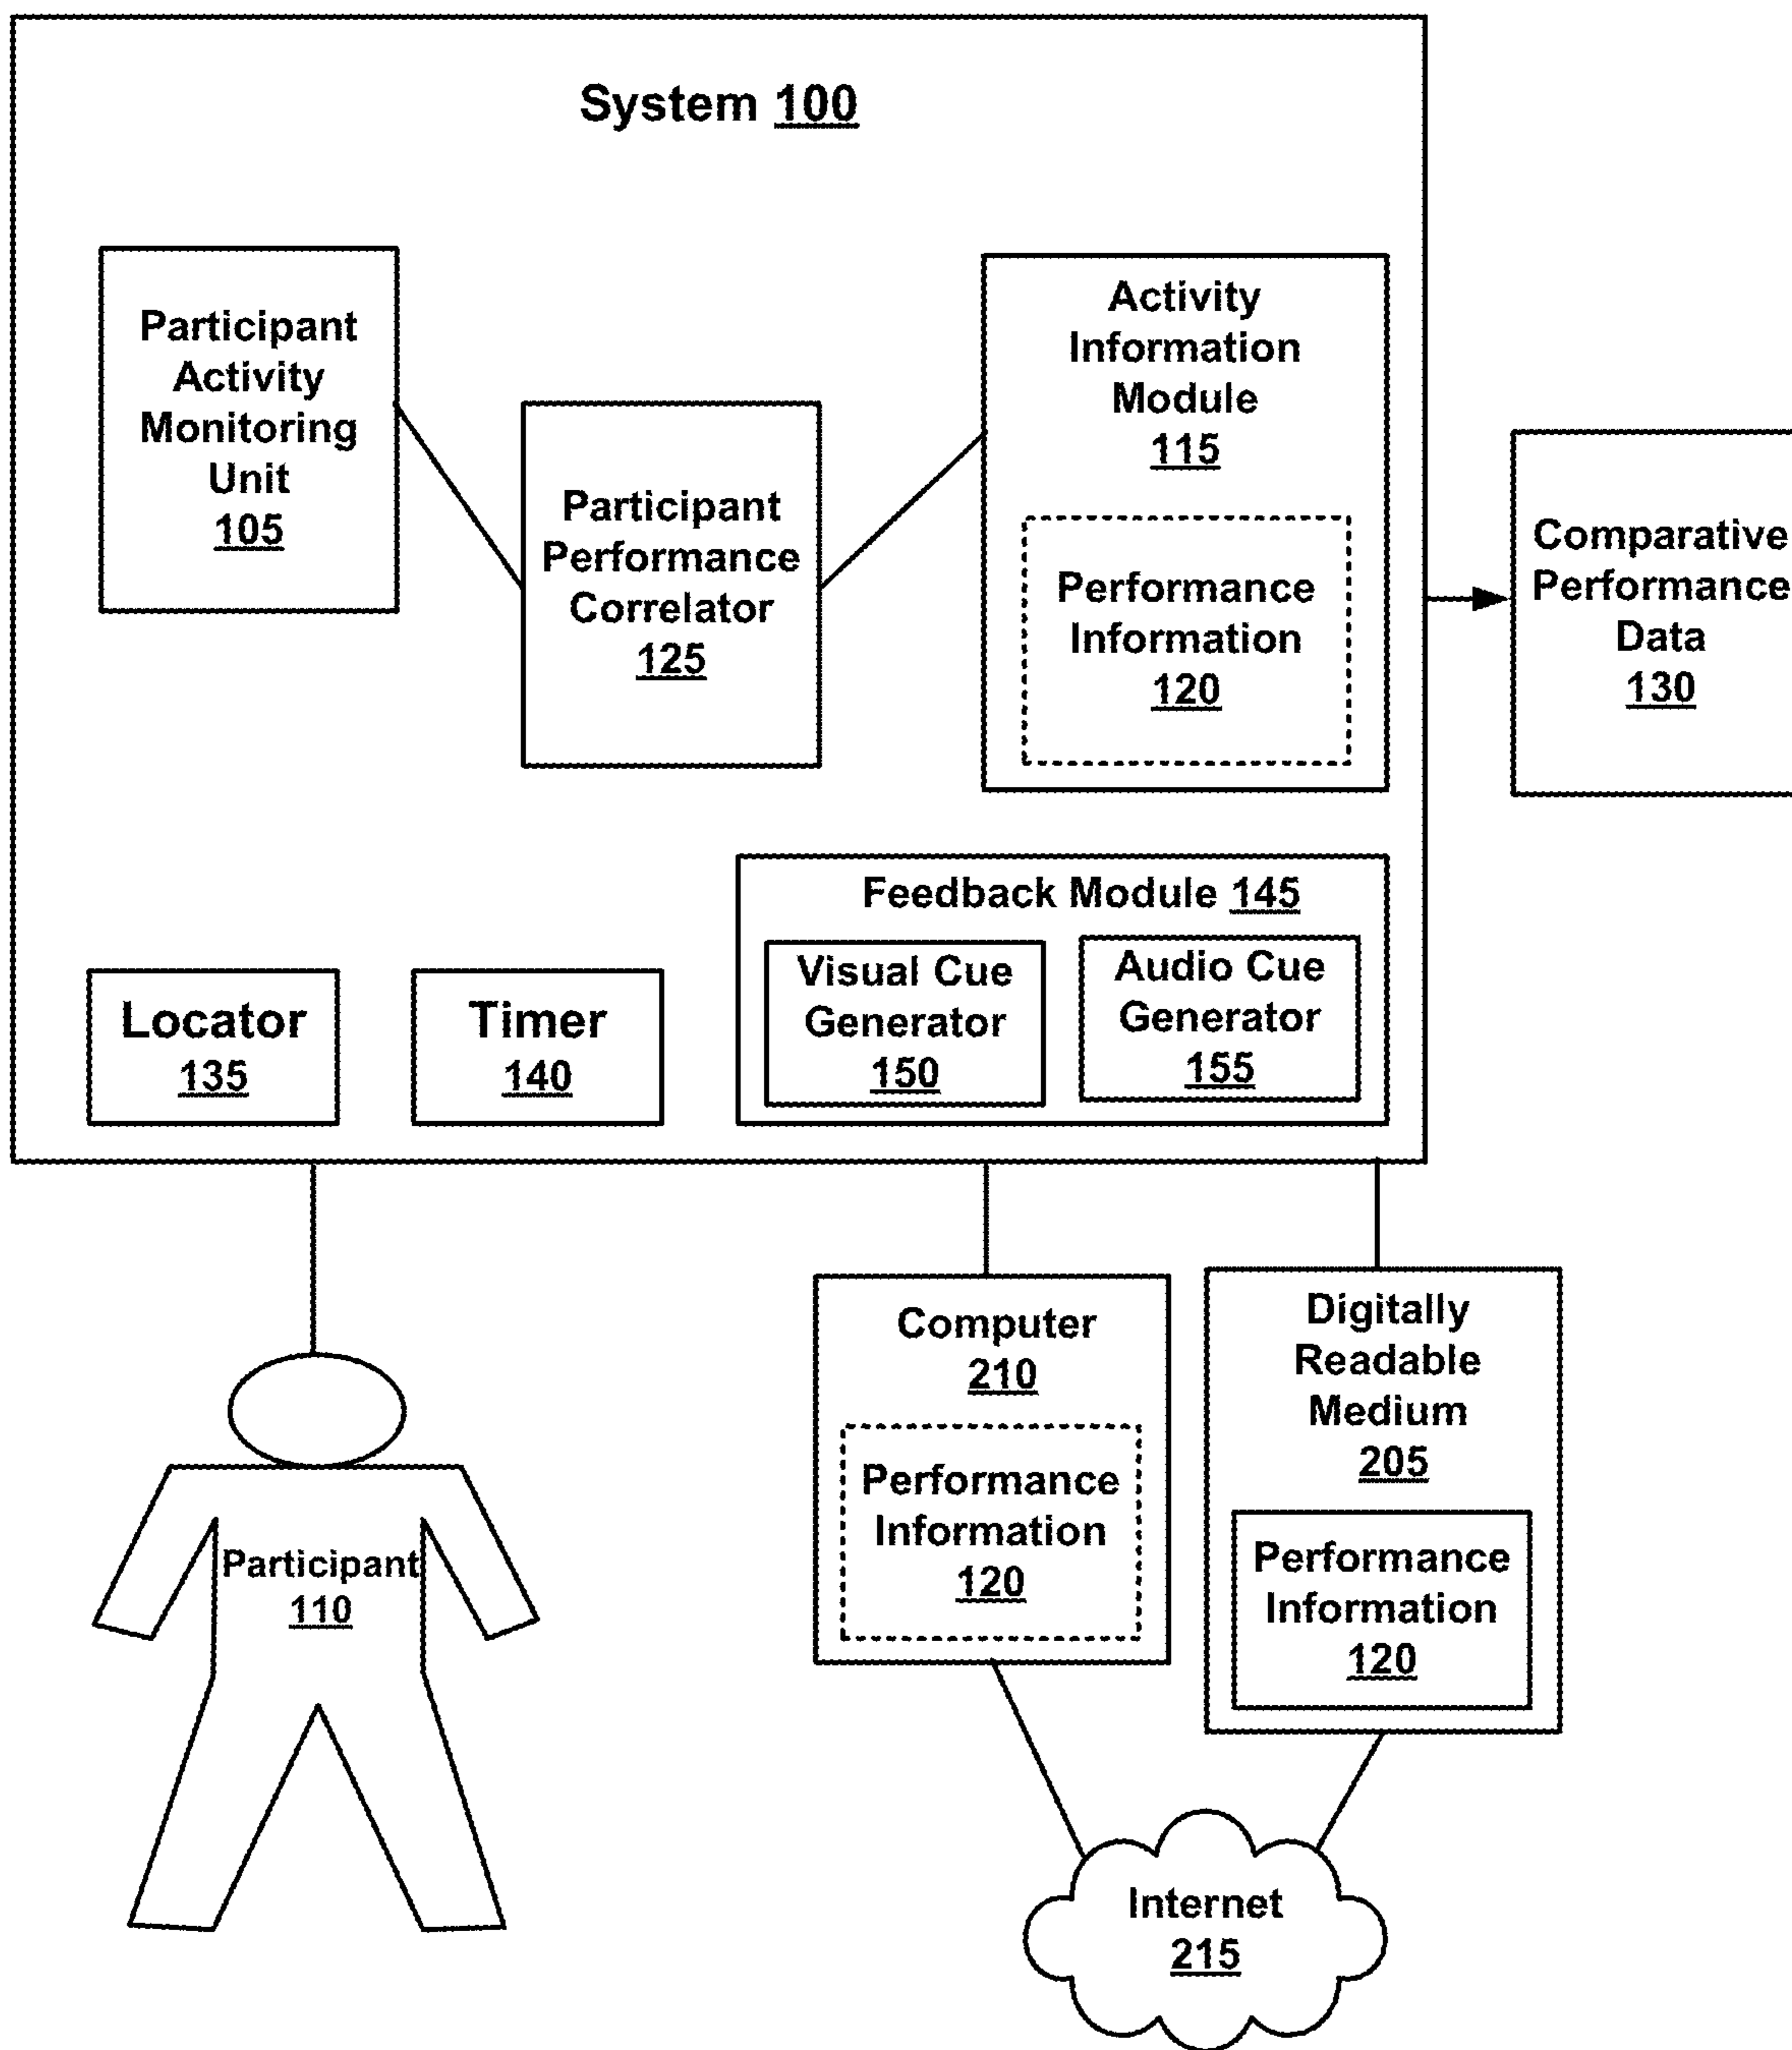 System 100
Participant
Activity
Monitoring
Unit
105
Participant
Performance
Correlator
125
Activity
Information
Module
115
Performance
Information
120
Comparative
Performance
Data
130
Feedback Module 145
Visual Cue
Generator
150
Audio Cue
Generator
155
Locator
135
Timer
140
Participant
110
Computer
210
Performance
Information
120
Digitally
Readable
Medium
205
Performance
Information
120
Internet
215